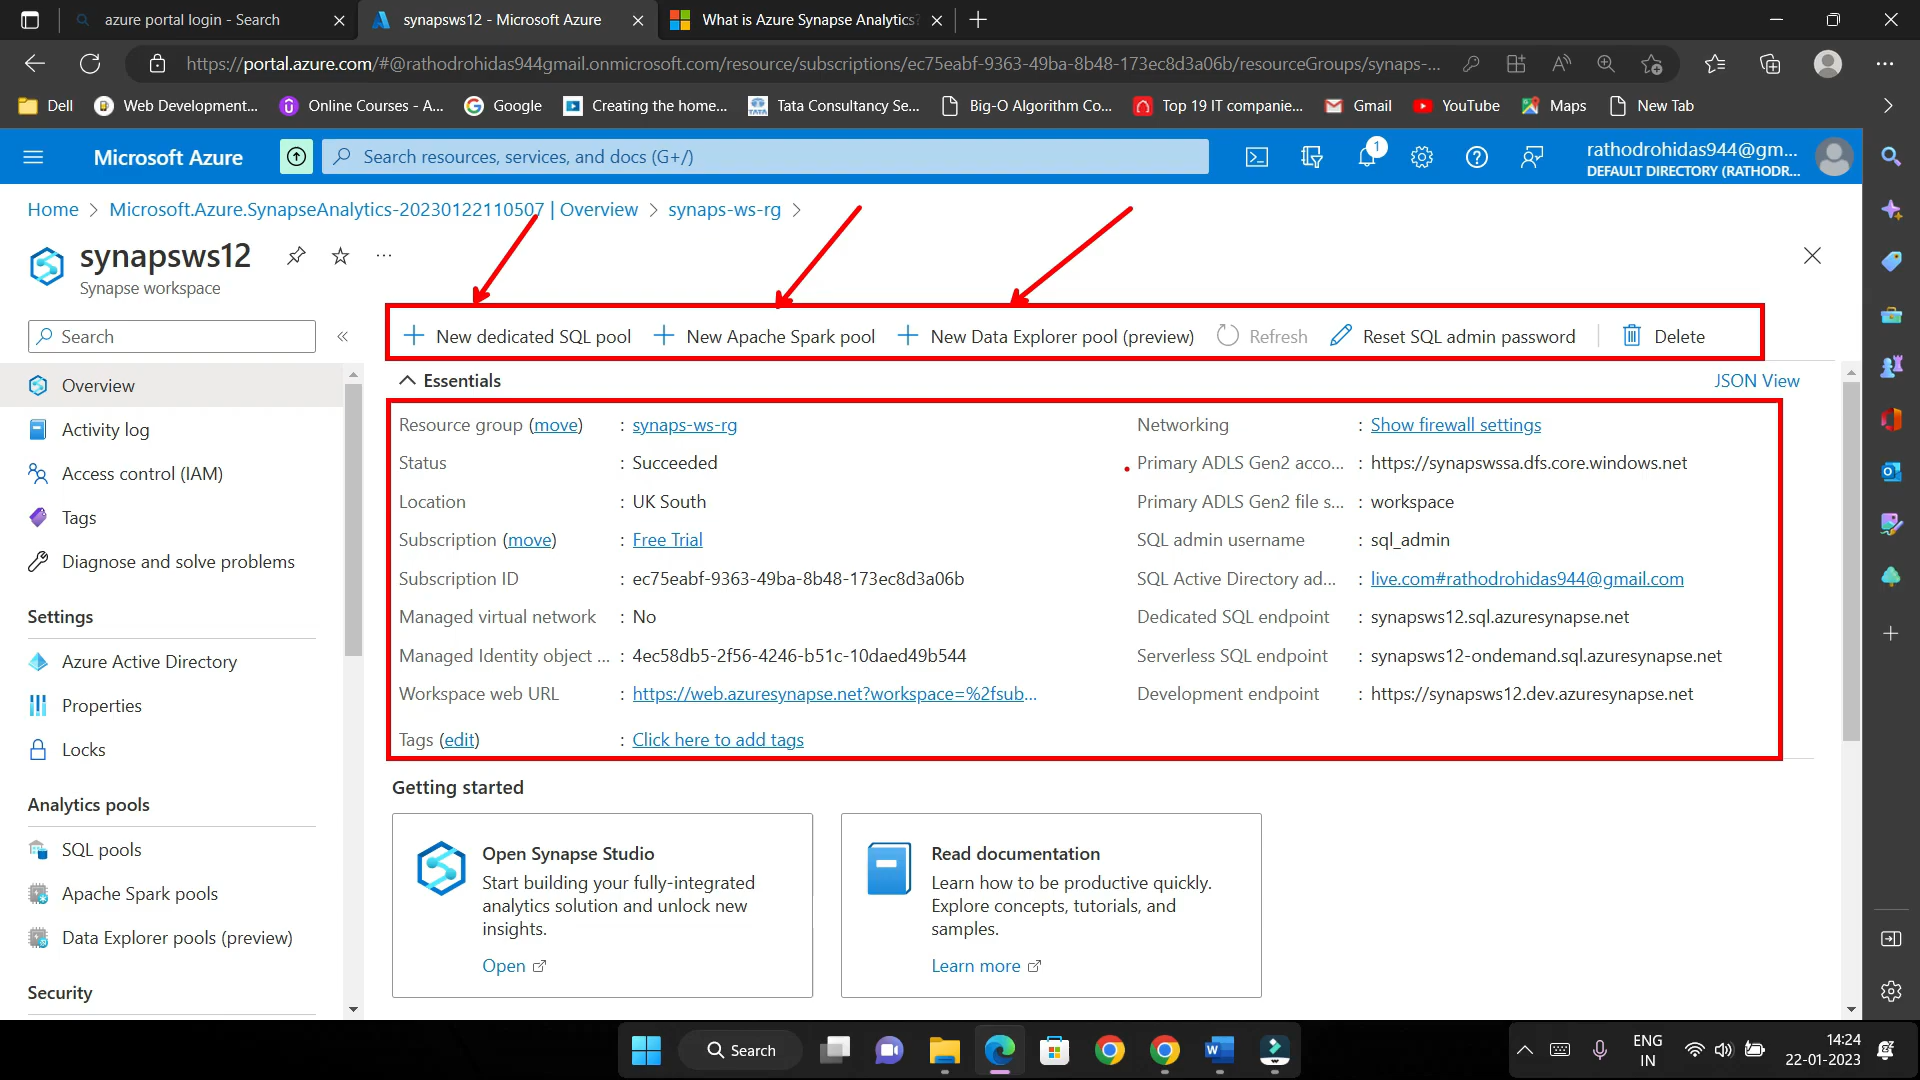 azure portal login - Search
synapsws12 - Microsoft Azure
What is Azure Synapse Analytics
https://portal.azure.com/#@rathodrohidas944gmail.onmicrosoft.com/resource/subscriptions/ec75eabf-9363-49ba-8b48-173ec8d3a06b/resourceGroups/synaps-...
Dell
Web Development...
Online Courses - A...
Google
Creating the home...
Tata Consultancy Se...
Big-O Algorithm Co...
Top 19 IT companie...
Gmail
YouTube
Maps
New Tab
Microsoft Azure
Search resources, services, and docs (G+/)
1
rathodrohidas944@gm...
DEFAULT DIRECTORY (RATHODR...
Home > Microsoft.Azure.SynapseAnalytics-20230122110507 | Overview > synaps-ws-rg >
synapsws12
Synapse workspace
Search
New dedicated SQL pool
New Apache Spark pool
New Data Explorer pool (preview)
Refresh
Reset SQL admin password
Delete
Overview
Activity log
Access control (IAM)
Tags
Diagnose and solve problems
Settings
Azure Active Directory
Properties
Locks
Analytics pools
SQL pools
Apache Spark pools
Data Explorer pools (preview)
Security
Essentials
JSON View
Resource group (move) : synaps-ws-rg
Status : Succeeded
Location : UK South
Subscription (move) : Free Trial
Subscription ID : ec75eabf-9363-49ba-8b48-173ec8d3a06b
Managed virtual network : No
Managed Identity object ... : 4ec58db5-2f56-4246-b51c-10daed49b544
Workspace web URL : https://web.azuresynapse.net?workspace=%2fsub...
Tags (edit) : Click here to add tags
Networking : Show firewall settings
Primary ADLS Gen2 acco... : https://synapswssa.dfs.core.windows.net
Primary ADLS Gen2 file s... : workspace
SQL admin username : sql_admin
SQL Active Directory ad... : live.com#rathodrohidas944@gmail.com
Dedicated SQL endpoint : synapsws12.sql.azuresynapse.net
Serverless SQL endpoint : synapsws12-ondemand.sql.azuresynapse.net
Development endpoint : https://synapsws12.dev.azuresynapse.net
Getting started
Open Synapse Studio
Start building your fully-integrated
analytics solution and unlock new
insights.
Open
Read documentation
Learn how to be productive quickly.
Explore concepts, tutorials, and
samples.
Learn more
Search
ENG
IN
14:24
22-01-2023